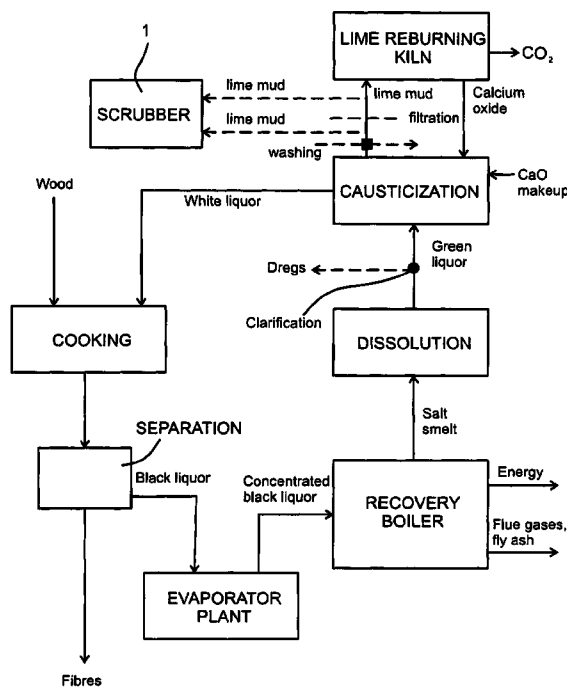 1
LIME REBURNING
KILN
CO₂
SCRUBBER
lime mud
lime mud
Calcium
oxide
lime mud
filtration
washing
Wood
CAUSTICIZATION
CaO
makeup
White liquor
Green
liquor
Dregs
Clarification
COOKING
DISSOLUTION
Salt
smelt
SEPARATION
Black liquor
Concentrated
black liquor
RECOVERY
BOILER
Energy
Flue gases,
fly ash
EVAPORATOR
PLANT
Fibres